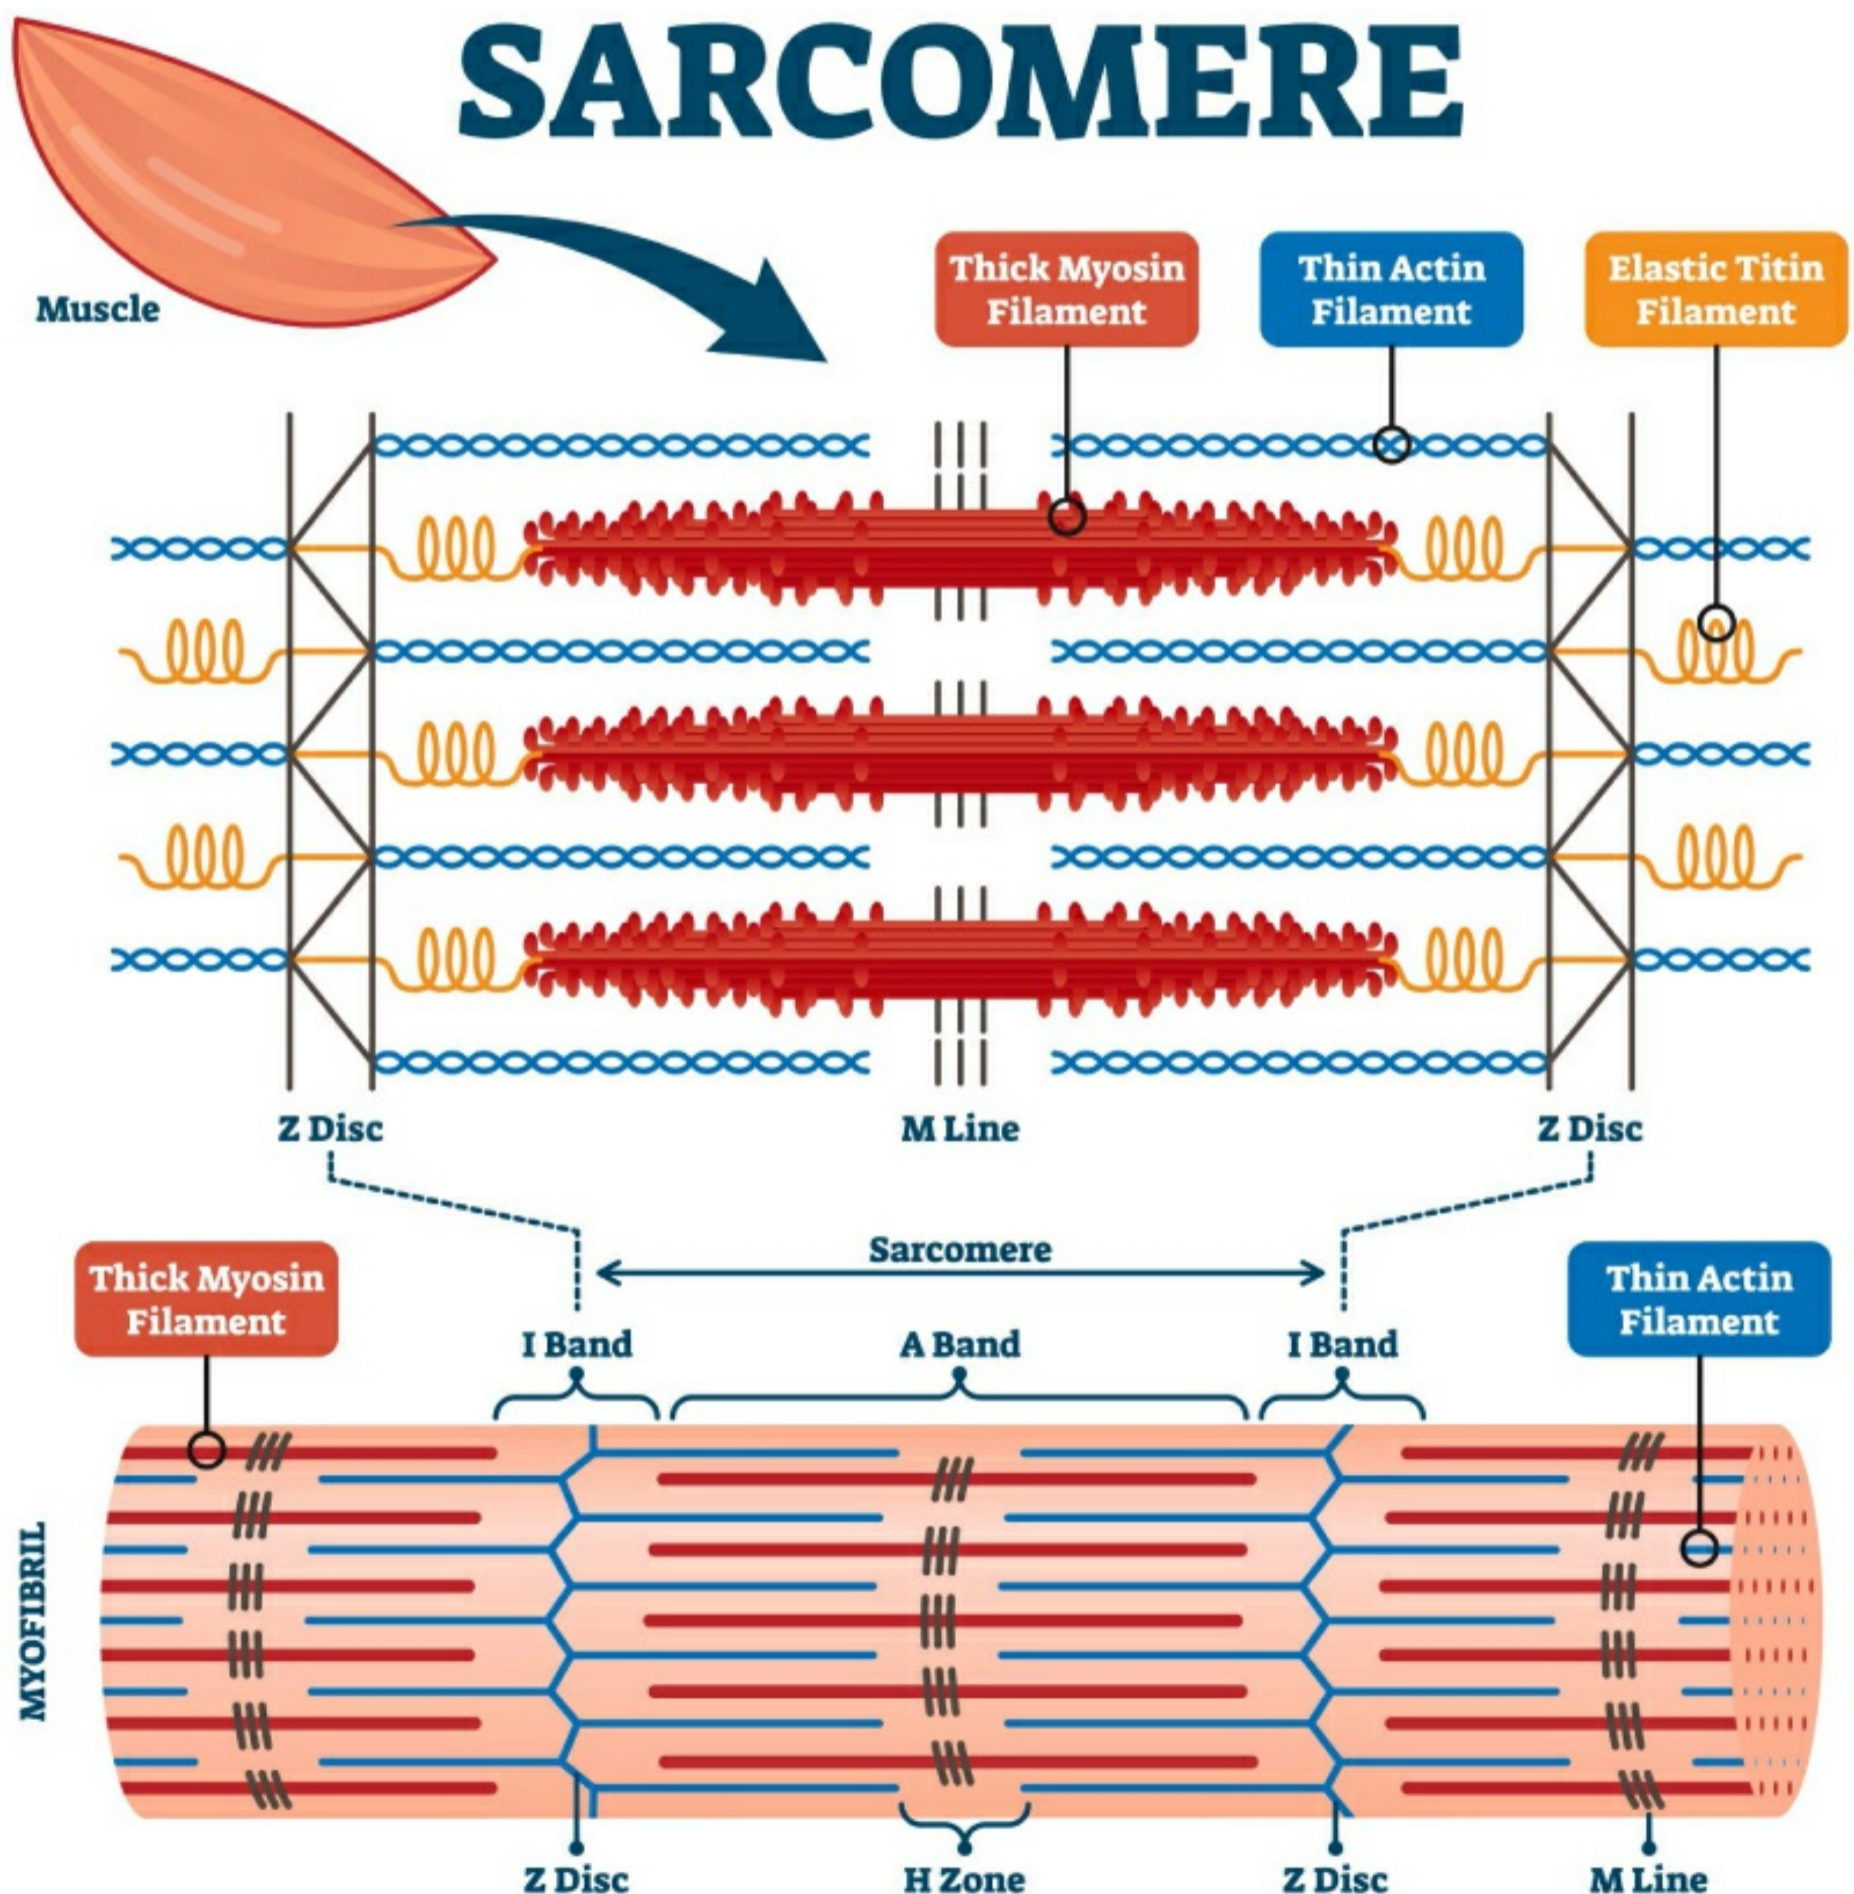 SARCOMERE
Muscle
Thick Myosin
Filament
Thin Actin
Filament
Elastic Titin
Filament
Z Disc
M Line
Z Disc
Sarcomere
Thick Myosin
Filament
Thin Actin
Filament
I Band
A Band
I Band
MYOFIBRIL
Z Disc
H Zone
Z Disc
M Line